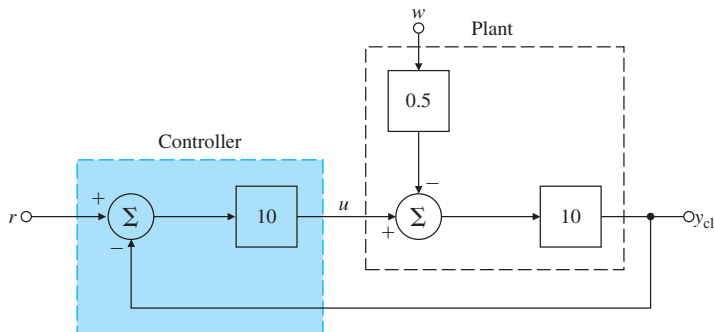 w
Plant
0.5
Controller
−
+
r
Σ
10
u
Σ
10
y_cl
−
+